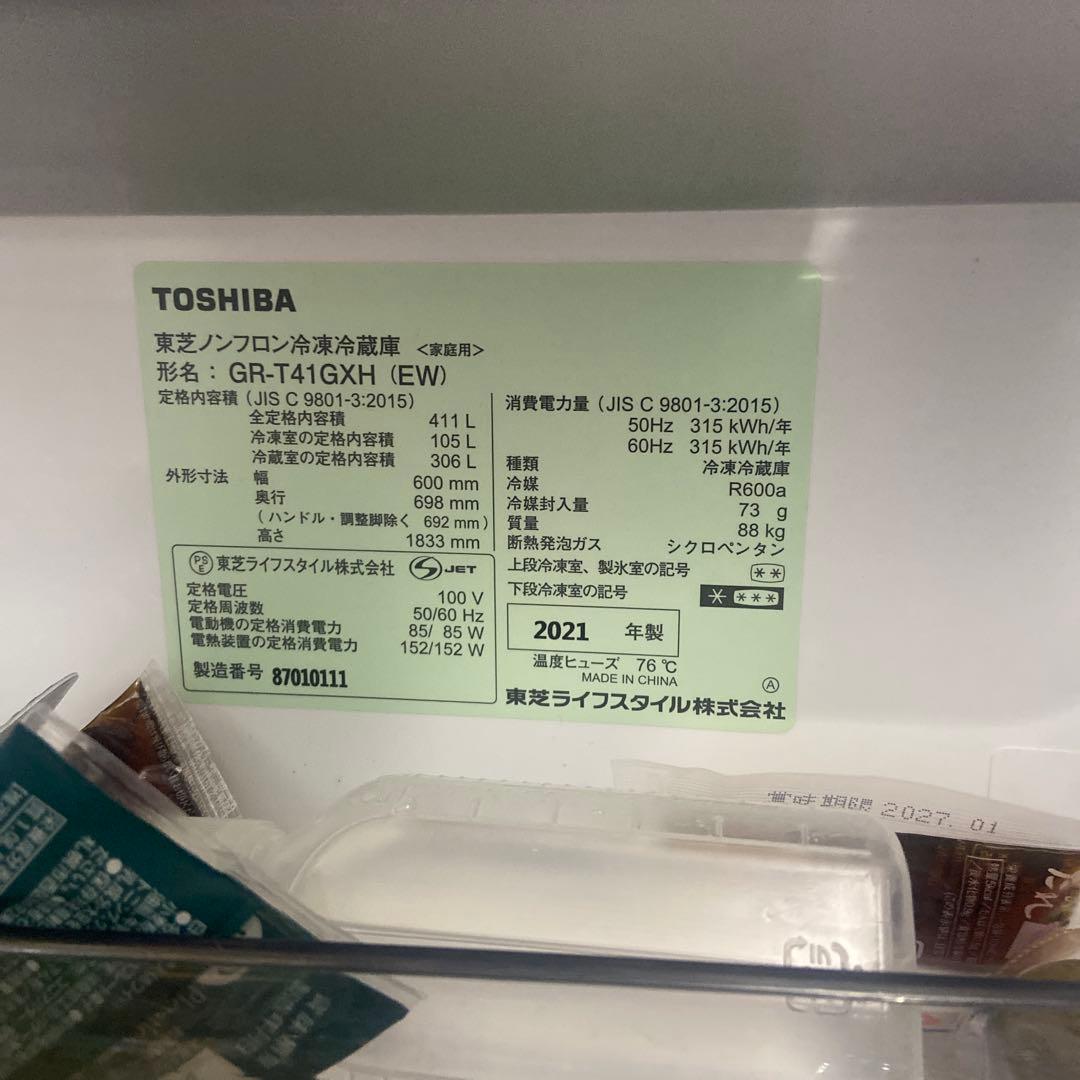 TOSHIBA
東芝ノンフロン冷凍冷蔵庫 <家庭用>
形名: GR-T41GXH (EW)
定格内容積 (JIS C 9801-3:2015)
全定格内容積 411 L
冷凍室の定格内容積 105 L
冷蔵室の定格内容積 306 L
外形寸法 幅 600 mm
奥行 698 mm
(ハンドル・調整脚除く 692 mm)
高さ 1833 mm
PSE 東芝ライフスタイル株式会社 S JET
定格電圧 100 V
定格周波数 50/60 Hz
電動機の定格消費電力 85/ 85 W
電熱装置の定格消費電力 152/152 W
製造番号 87010111
消費電力量 (JIS C 9801-3:2015)
50Hz 315 kWh/年
60Hz 315 kWh/年
種類 冷凍冷蔵庫
冷媒 R600a
冷媒封入量 73 g
質量 88 kg
断熱発泡ガス シクロペンタン
上段冷凍室、製氷室の記号 **
下段冷凍室の記号 * ***
2021 年製
温度ヒューズ 76 ℃
MADE IN CHINA
Ⓐ
東芝ライフスタイル株式会社
賞味期限 2027. 01
たれ